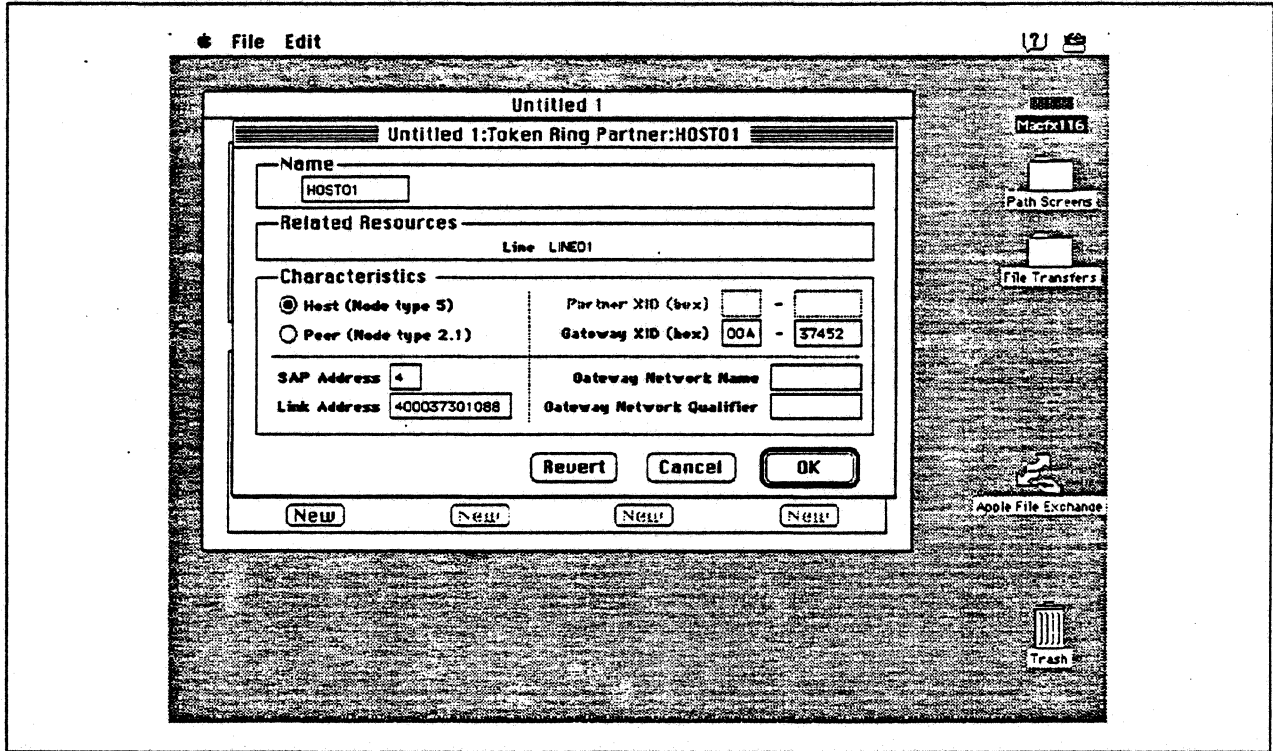 File Edit
Untitled 1
Untitled 1:Token Ring Partner:HOST01
Name
HOST01
Related Resources
Line LINE01
Characteristics
Host (Node type 5)
Peer (Node type 2.1)
Partner XID (hex) -
Gateway XID (hex) 00A - 37452
SAP Address 4
Link Address 400037301088
Gateway Network Name
Gateway Network Qualifier
Revert Cancel OK
New New New New
Macfx116
Path Screens
File Transfers
Apple File Exchange
Trash